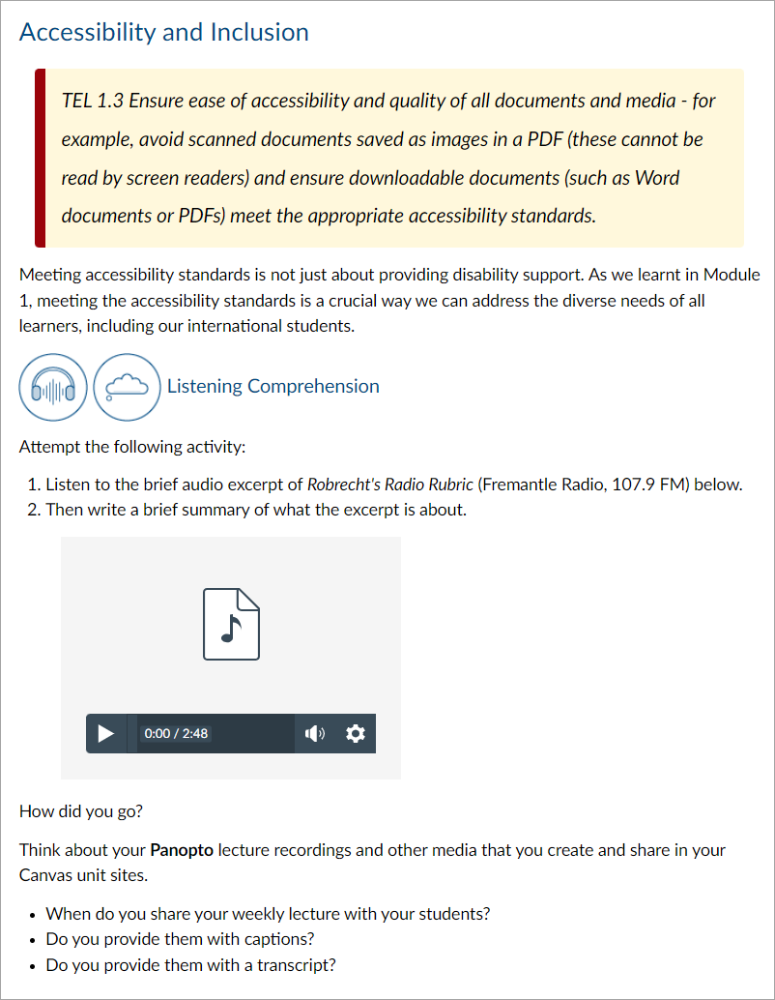 Accessibility and Inclusion
TEL 1.3 Ensure ease of accessibility and quality of all documents and media - for
example, avoid scanned documents saved as images in a PDF (these cannot be
read by screen readers) and ensure downloadable documents (such as Word
documents or PDFs) meet the appropriate accessibility standards.
Meeting accessibility standards is not just about providing disability support. As we learnt in Module
1, meeting the accessibility standards is a crucial way we can address the diverse needs of all
learners, including our international students.
Listening Comprehension
Attempt the following activity:
1. Listen to the brief audio excerpt of Robrecht's Radio Rubric (Fremantle Radio, 107.9 FM) below.
2. Then write a brief summary of what the excerpt is about.
0:00 / 2:48
How did you go?
Think about your Panopto lecture recordings and other media that you create and share in your
Canvas unit sites.
• When do you share your weekly lecture with your students?
• Do you provide them with captions?
• Do you provide them with a transcript?